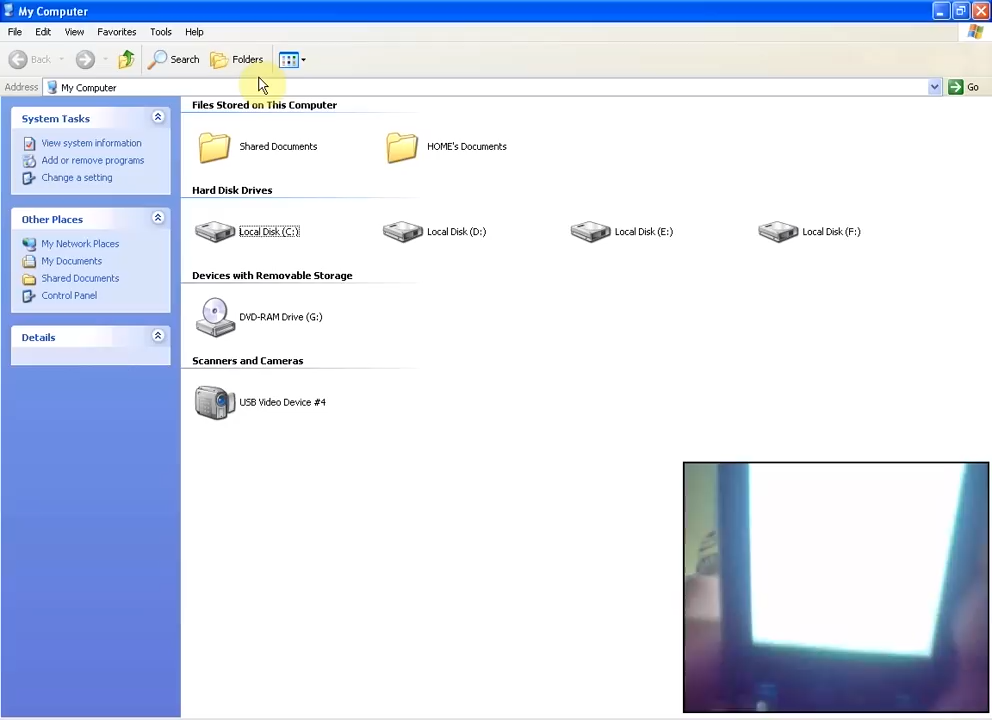 My Computer
File Edit View Favorites Tools Help
Back Search Folders
Address My Computer Go
System Tasks
View system information
Add or remove programs
Change a setting
Other Places
My Network Places
My Documents
Shared Documents
Control Panel
Details
Files Stored on This Computer
Shared Documents HOME's Documents
Hard Disk Drives
Local Disk (C:) Local Disk (D:) Local Disk (E:) Local Disk (F:)
Devices with Removable Storage
DVD-RAM Drive (G:)
Scanners and Cameras
USB Video Device #4